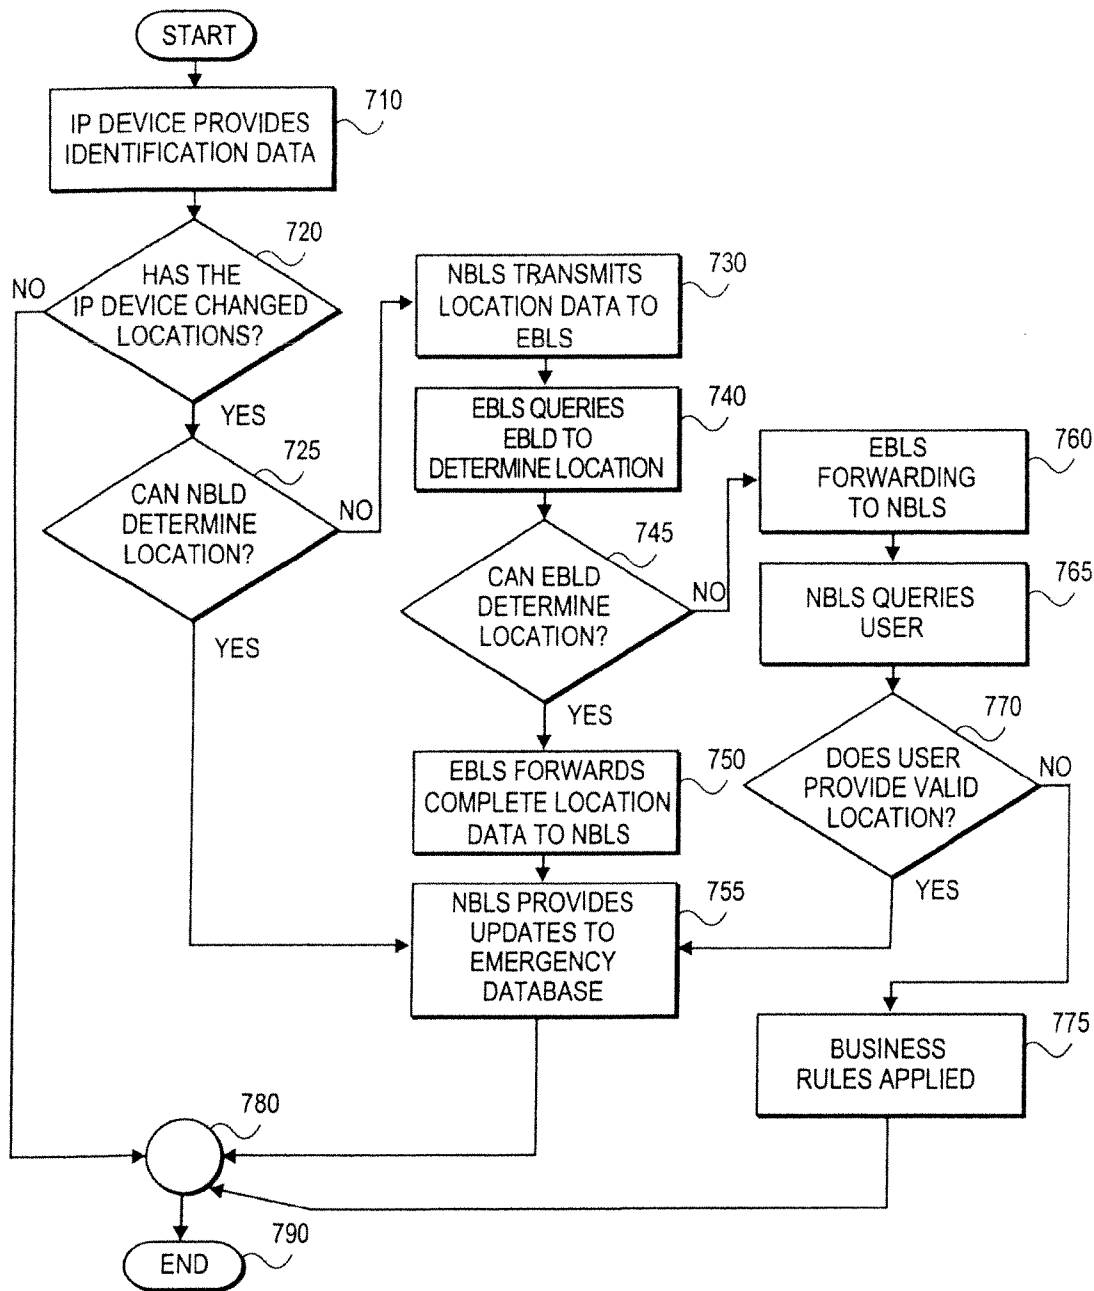 START
710
IP DEVICE PROVIDES
IDENTIFICATION DATA
720
NO
HAS THE
IP DEVICE CHANGED
LOCATIONS?
YES
725
CAN NBLD
DETERMINE
LOCATION?
NO
YES
730
NBLS TRANSMITS
LOCATION DATA TO
EBLS
740
EBLS QUERIES
EBLD TO
DETERMINE LOCATION
745
CAN EBLD
DETERMINE
LOCATION?
NO
YES
750
EBLS FORWARDS
COMPLETE LOCATION
DATA TO NBLS
755
NBLS PROVIDES
UPDATES TO
EMERGENCY
DATABASE
760
EBLS
FORWARDING
TO NBLS
765
NBLS QUERIES
USER
770
DOES USER
PROVIDE VALID
LOCATION?
NO
YES
775
BUSINESS
RULES APPLIED
780
END
790